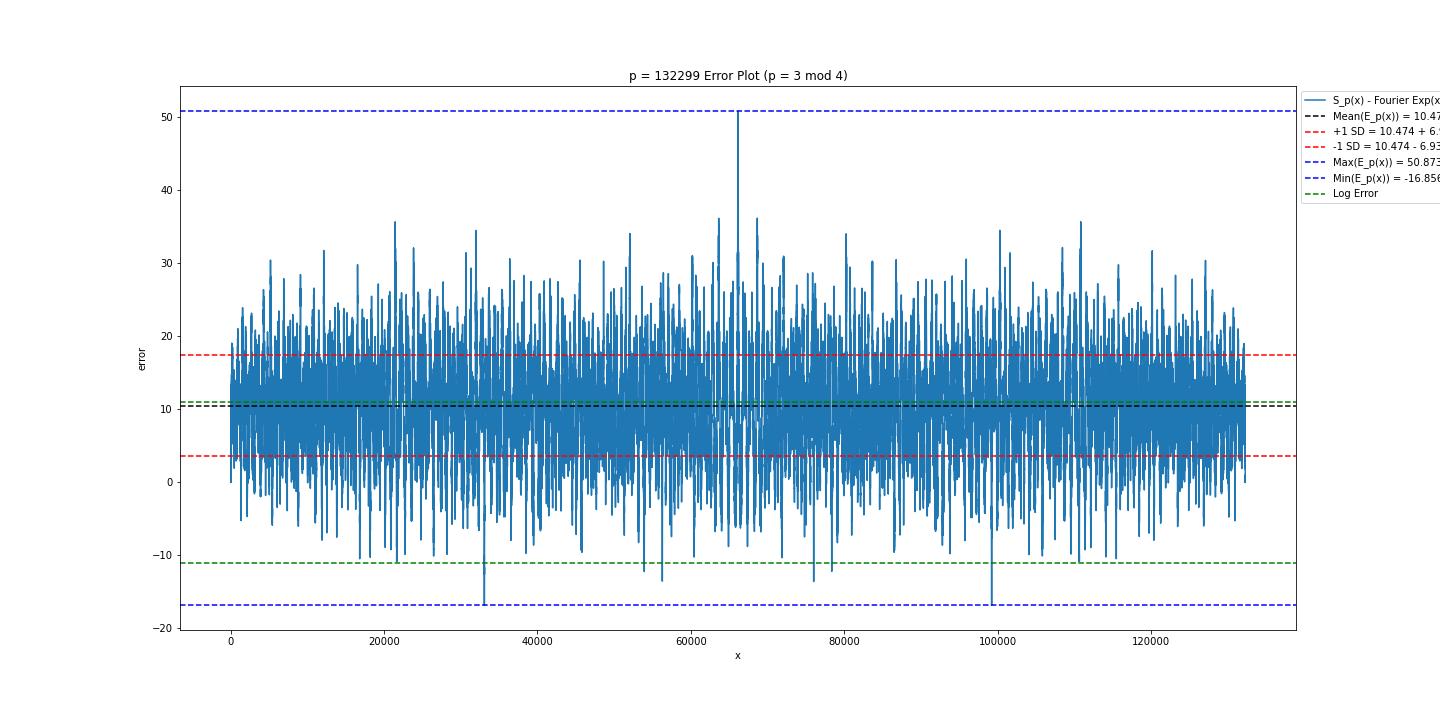 p = 132299 Error Plot (p = 3 mod 4)
S_p(x) - Fourier Exp(x
Mean(E_p(x)) = 10.47
+1 SD = 10.474 + 6.9
-1 SD = 10.474 - 6.93
Max(E_p(x)) = 50.873
Min(E_p(x)) = -16.856
Log Error
error
50
40
30
20
10
0
−10
−20
0 20000 40000 60000 80000 100000 120000
x